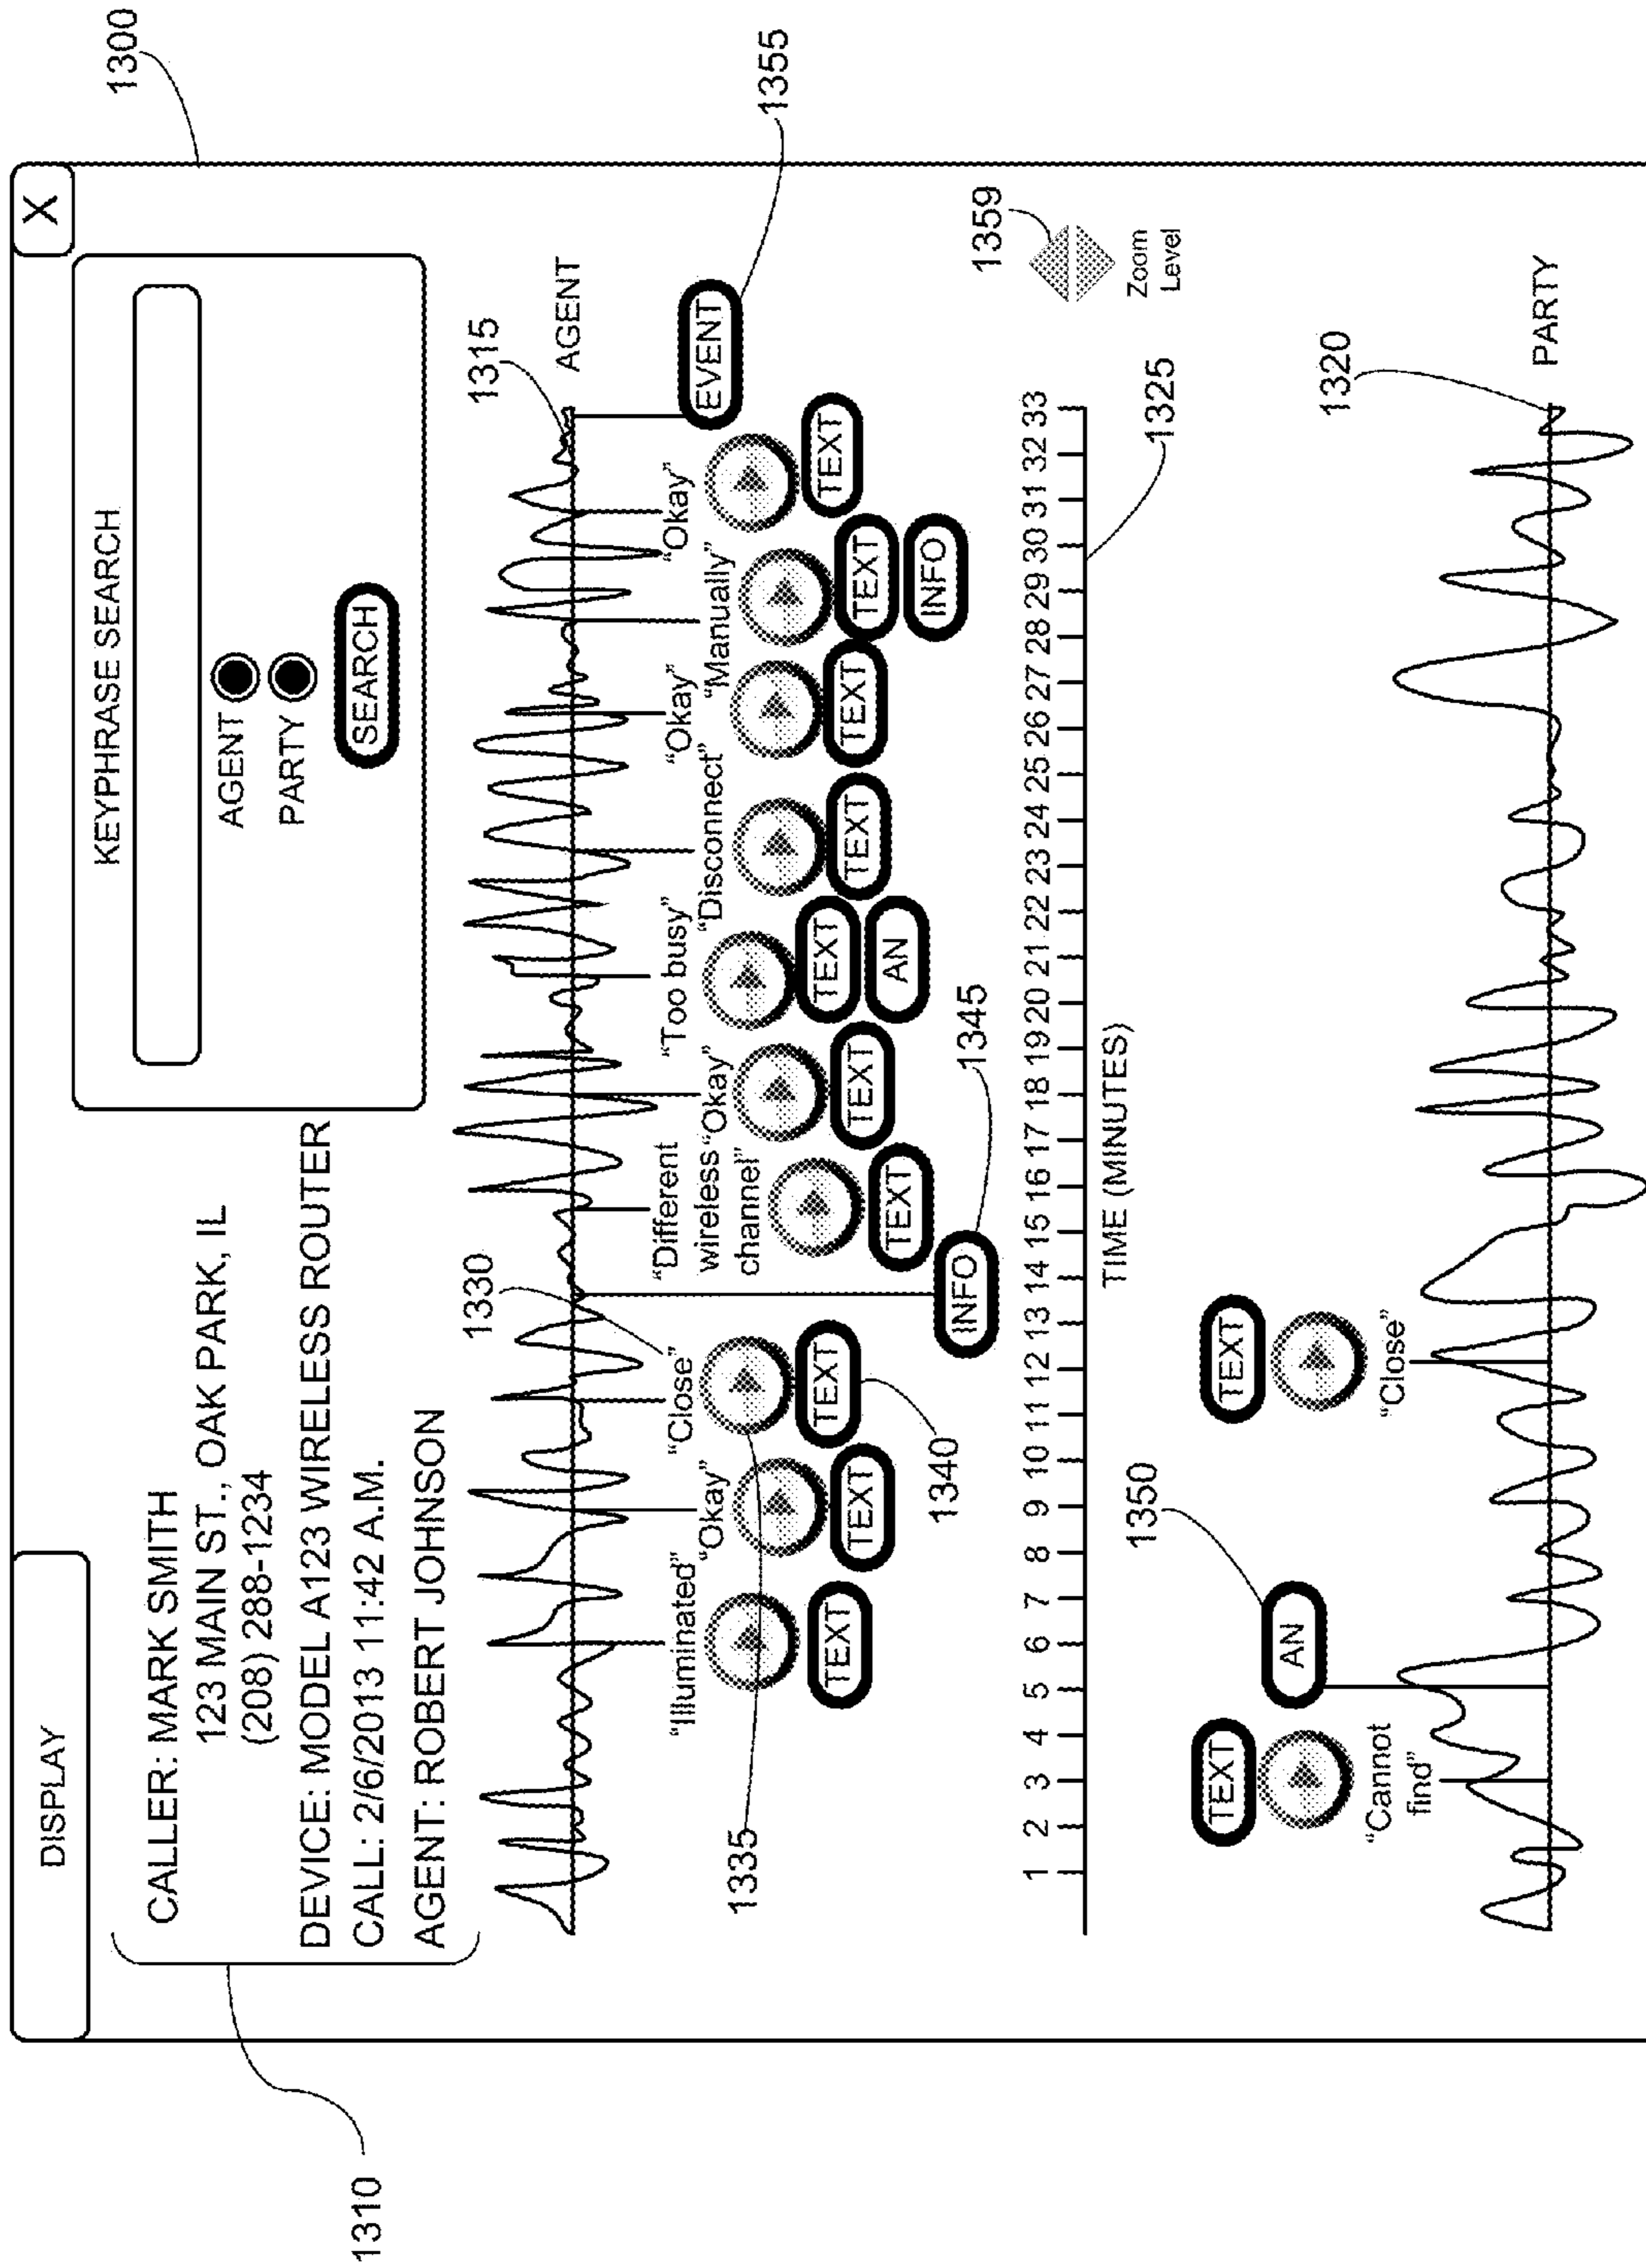 1300
DISPLAY
X
1310
CALLER: MARK SMITH
123 MAIN ST., OAK PARK, IL
(208) 288-1234
DEVICE: MODEL A123 WIRELESS ROUTER
CALL: 2/6/2013 11:42 A.M.
AGENT: ROBERT JOHNSON
KEYPHRASE SEARCH
AGENT
PARTY
SEARCH
1330
1315
AGENT
1355
EVENT
"Illuminated"
TEXT
"Okay"
TEXT
"Close"
TEXT
INFO
"Different
wireless
channel"
TEXT
"Okay"
TEXT
"Too busy"
TEXT
AN
"Disconnect"
TEXT
"Okay"
TEXT
"Manually"
TEXT
INFO
"Okay"
TEXT
1335
1340
1345
1359
Zoom
Level
1 2 3 4 5 6 7 8 9 10 11 12 13 14 15 16 17 18 19 20 21 22 23 24 25 26 27 28 29 30 31 32 33
TIME (MINUTES)
1325
1350
TEXT
"Cannot
find"
AN
TEXT
"Close"
1320
PARTY